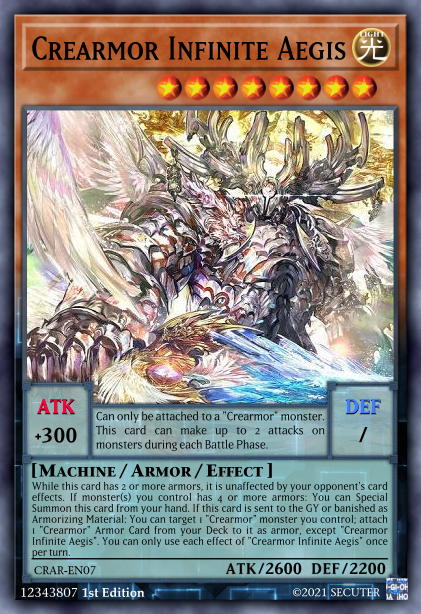 Crearmor Infinite Aegis
LIGHT
光
ATK
+300
Can only be attached to a "Crearmor" monster.
This card can make up to 2 attacks on
monsters during each Battle Phase.
DEF
/
[Machine / Armor / Effect ]
While this card has 2 or more armors, it is unaffected by your opponent's card
effects. If monster(s) you control has 4 or more armors: You can Special
Summon this card from your hand. If this card is sent to the GY or banished as
Armorizing Material: You can target 1 "Crearmor" monster you control; attach
1 "Crearmor" Armor Card from your Deck to it as armor, except "Crearmor
Infinite Aegis". You can only use each effect of "Crearmor Infinite Aegis" once
per turn.
CRAR-EN07
ATK/2600 DEF/2200
12343807 1st Edition
©2021 SECUTER